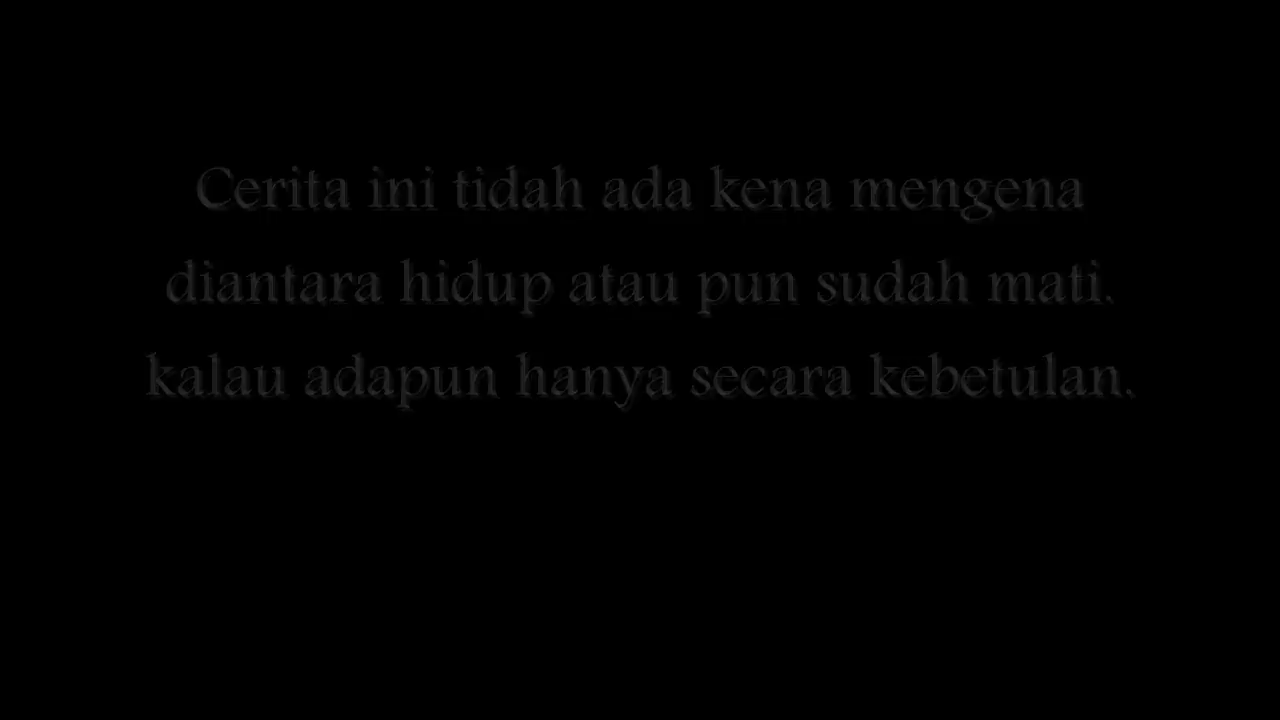 Cerita ini tidah ada kena mengena
diantara hidup atau pun sudah mati.
kalau adapun hanya secara kebetulan.